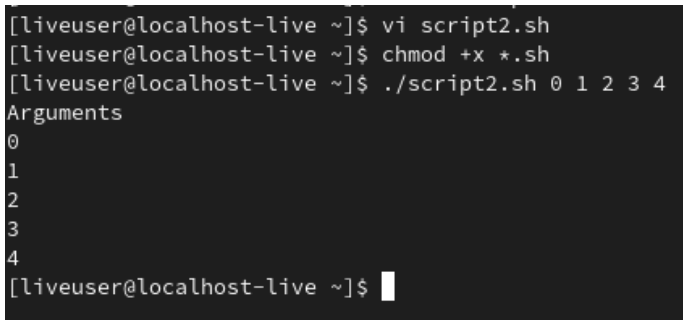 [liveuser@localhost-live ~]$ vi script2.sh
[liveuser@localhost-live ~]$ chmod +x *.sh
[liveuser@localhost-live ~]$ ./script2.sh 0 1 2 3 4
Arguments
0
1
2
3
4
[liveuser@localhost-live ~]$